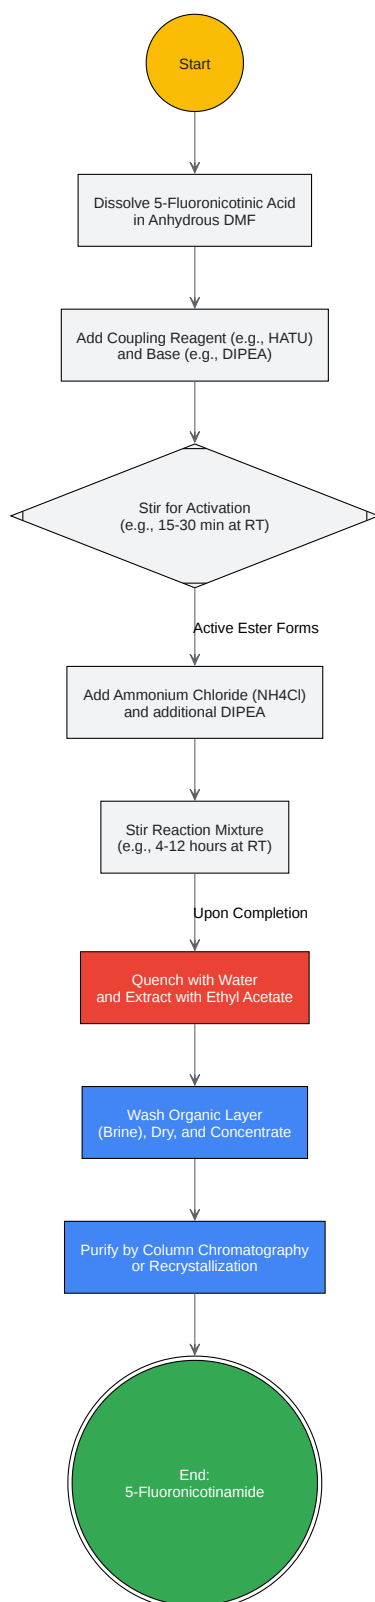 Start
Dissolve 5-Fluoronicotinic Acid
in Anhydrous DMF
Add Coupling Reagent (e.g., HATU)
and Base (e.g., DIPEA)
Stir for Activation
(e.g., 15-30 min at RT)
Active Ester Forms
Add Ammonium Chloride (NH4Cl)
and additional DIPEA
Stir Reaction Mixture
(e.g., 4-12 hours at RT)
Upon Completion
Quench with Water
and Extract with Ethyl Acetate
Wash Organic Layer
(Brine), Dry, and Concentrate
Purify by Column Chromatography
or Recrystallization
End:
5-Fluoronicotinamide